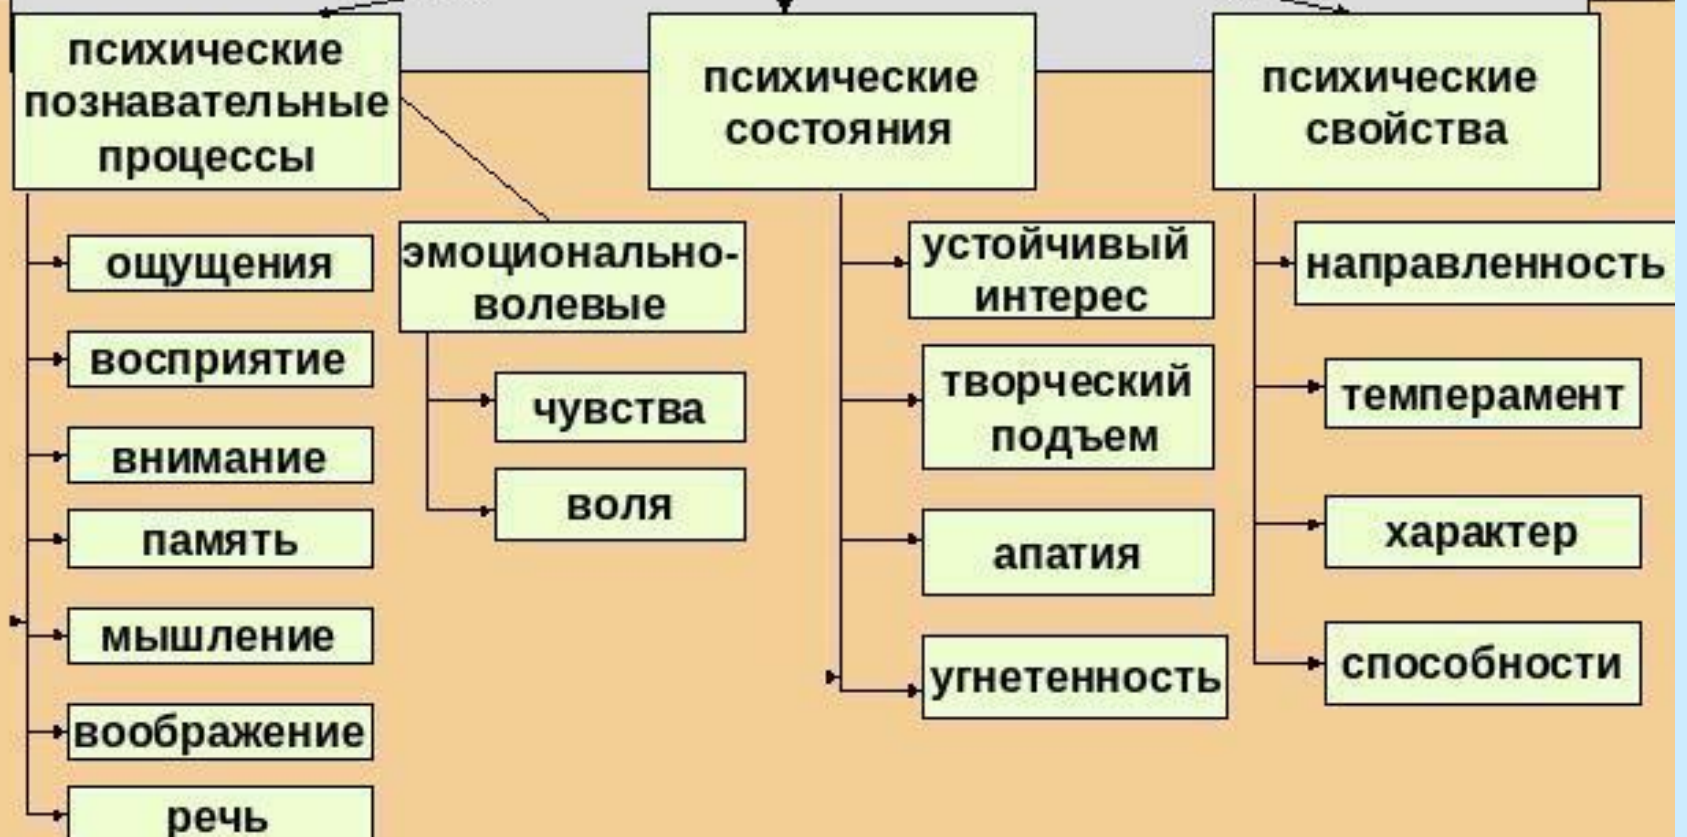 психические
познавательные
процессы
ощущения
восприятие
внимание
память
мышление
воображение
речь
эмоционально-
волевые
чувства
воля
психические
состояния
устойчивый
интерес
творческий
подъем
апатия
угнетенность
психические
свойства
направленность
темперамент
характер
способности